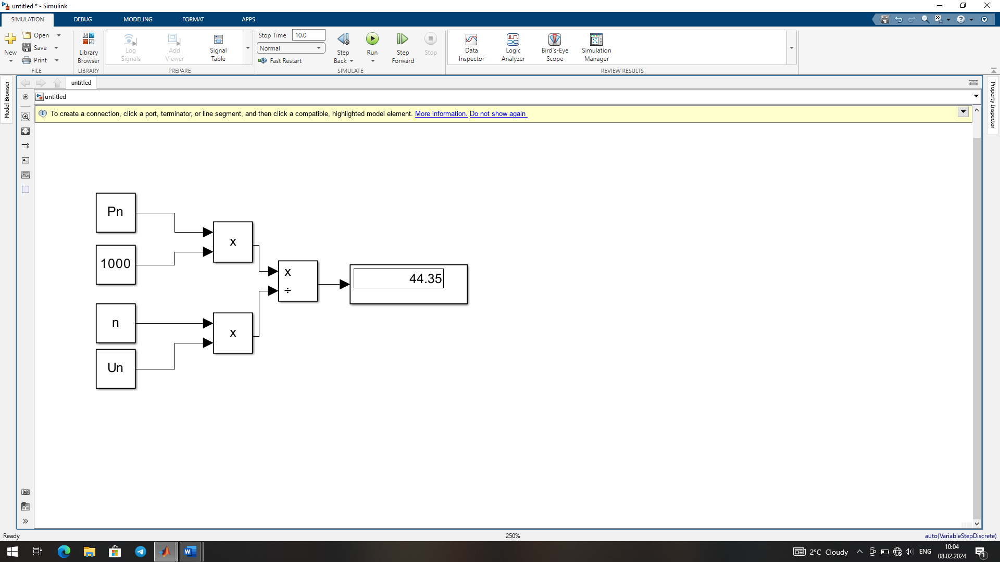 untitled * - Simulink
SIMULATION DEBUG MODELING FORMAT APPS
New
Open
Save
Print
FILE
Library
Browser
LIBRARY
Log
Signals
Add
Viewer
Signal
Table
PREPARE
Stop Time 10.0
Normal
Fast Restart
Step
Back
Run
Step
Forward
Stop
SIMULATE
Data
Inspector
Logic
Analyzer
Bird's-Eye
Scope
Simulation
Manager
REVIEW RESULTS
Model Browser
untitled
untitled
Property Inspector
To create a connection, click a port, terminator, or line segment, and then click a compatible, highlighted model element. More information. Do not show again
Pn
1000
n
Un
x
x
x
÷
44.35
Ready 250% auto(VariableStepDiscrete)
2°C Cloudy ENG
10:04
08.02.2024
1